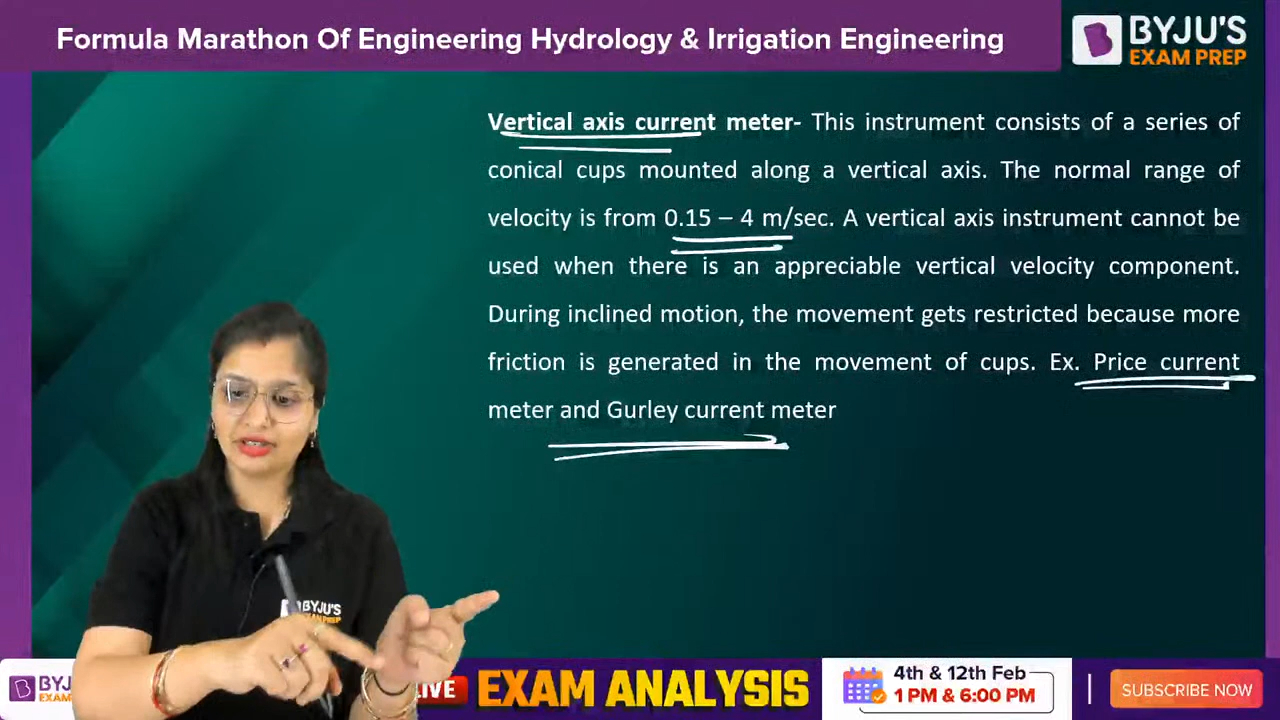 Formula Marathon Of Engineering Hydrology & Irrigation Engineering
BYJU'S
EXAM PREP
Vertical axis current meter- This instrument consists of a series of
conical cups mounted along a vertical axis. The normal range of
velocity is from 0.15 – 4 m/sec. A vertical axis instrument cannot be
used when there is an appreciable vertical velocity component.
During inclined motion, the movement gets restricted because more
friction is generated in the movement of cups. Ex. Price current
meter and Gurley current meter
BYJU'S
EXAM PREP
LIVE
EXAM ANALYSIS
4th & 12th Feb
1 PM & 6:00 PM
SUBSCRIBE NOW